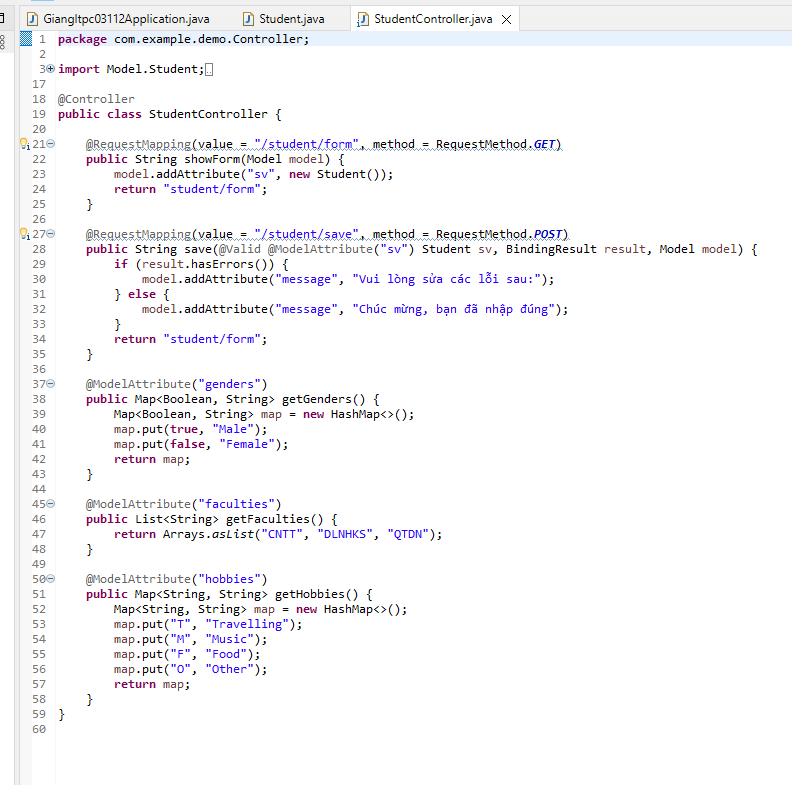 Giangltpc03112Application.java Student.java StudentController.java
1 package com.example.demo.Controller;
2
3 import Model.Student;
17
18 @Controller
19 public class StudentController {
20
21 @RequestMapping(value = "/student/form", method = RequestMethod.GET)
22 public String showForm(Model model) {
23 model.addAttribute("sv", new Student());
24 return "student/form";
25 }
26
27 @RequestMapping(value = "/student/save", method = RequestMethod.POST)
28 public String save(@Valid @ModelAttribute("sv") Student sv, BindingResult result, Model model) {
29 if (result.hasErrors()) {
30 model.addAttribute("message", "Vui lòng sửa các lỗi sau:");
31 } else {
32 model.addAttribute("message", "Chúc mừng, bạn đã nhập đúng");
33 }
34 return "student/form";
35 }
36
37 @ModelAttribute("genders")
38 public Map<Boolean, String> getGenders() {
39 Map<Boolean, String> map = new HashMap<>();
40 map.put(true, "Male");
41 map.put(false, "Female");
42 return map;
43 }
44
45 @ModelAttribute("faculties")
46 public List<String> getFaculties() {
47 return Arrays.asList("CNTT", "DLNHKS", "QTDN");
48 }
49
50 @ModelAttribute("hobbies")
51 public Map<String, String> getHobbies() {
52 Map<String, String> map = new HashMap<>();
53 map.put("T", "Travelling");
54 map.put("M", "Music");
55 map.put("F", "Food");
56 map.put("O", "Other");
57 return map;
58 }
59 }
60